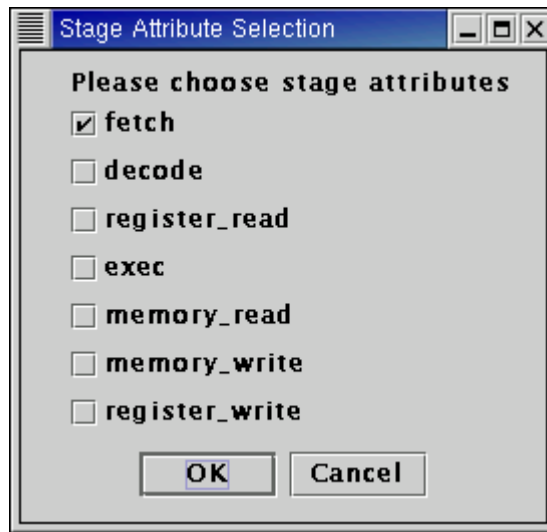 Stage Attribute Selection
Please choose stage attributes
fetch
decode
register_read
exec
memory_read
memory_write
register_write
OK Cancel